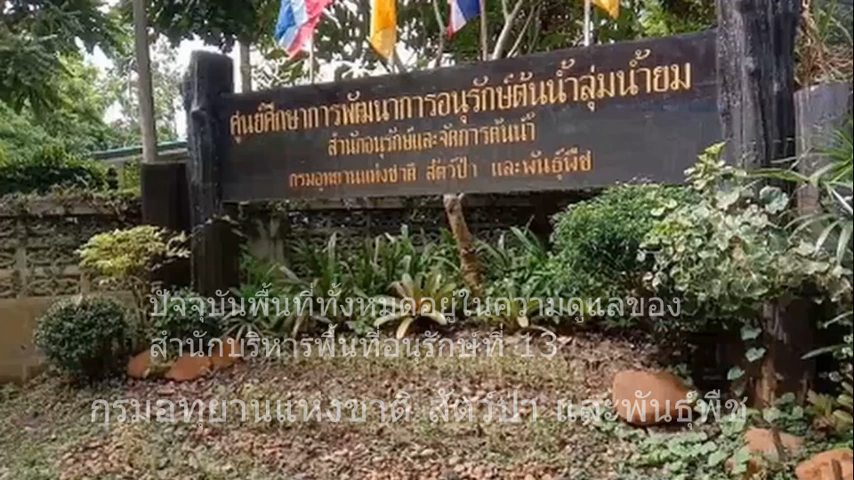 ศูนย์ศึกษาการพัฒนาการอนุรักษ์ต้นน้ำลุ่มน้ำยม
สำนักอนุรักษ์และจัดการต้นน้ำ
กรมอุทยานแห่งชาติ สัตว์ป่า และพันธุ์พืช
ปัจจุบันพื้นที่ทั้งหมดอยู่ในความดูแลของ
สำนักบริหารพื้นที่อนุรักษ์ที่ 13
กรมอุทยานแห่งชาติ สัตว์ป่า และพันธุ์พืช